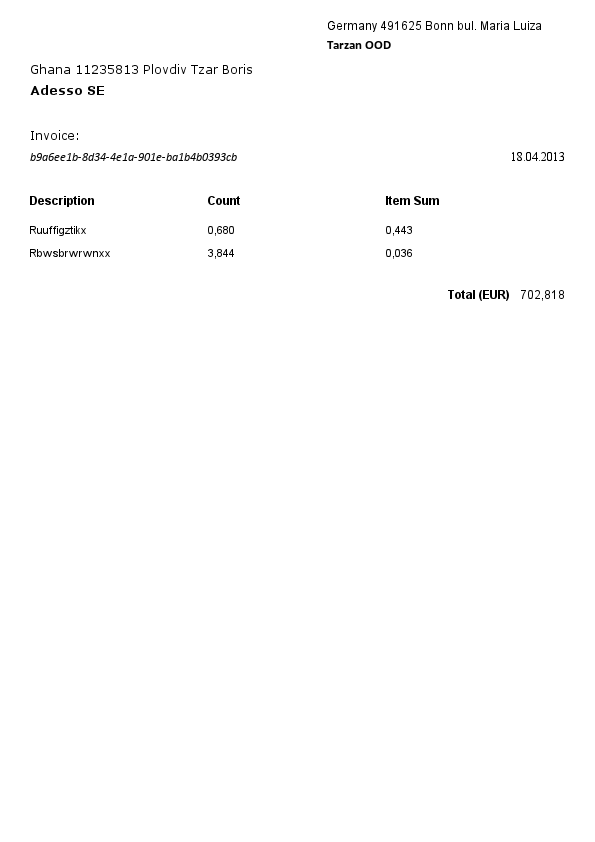 Germany 491625 Bonn bul. Maria Luiza
Tarzan OOD
Ghana 11235813 Plovdiv Tzar Boris
Adesso SE
Invoice:
b9a6ee1b-8d34-4e1a-901e-ba1b4b0393cb 18.04.2013
Description Count Item Sum
Ruuffigztikx 0,680 0,443
Rbwsbrwrwnxx 3,844 0,036
Total (EUR) 702,818